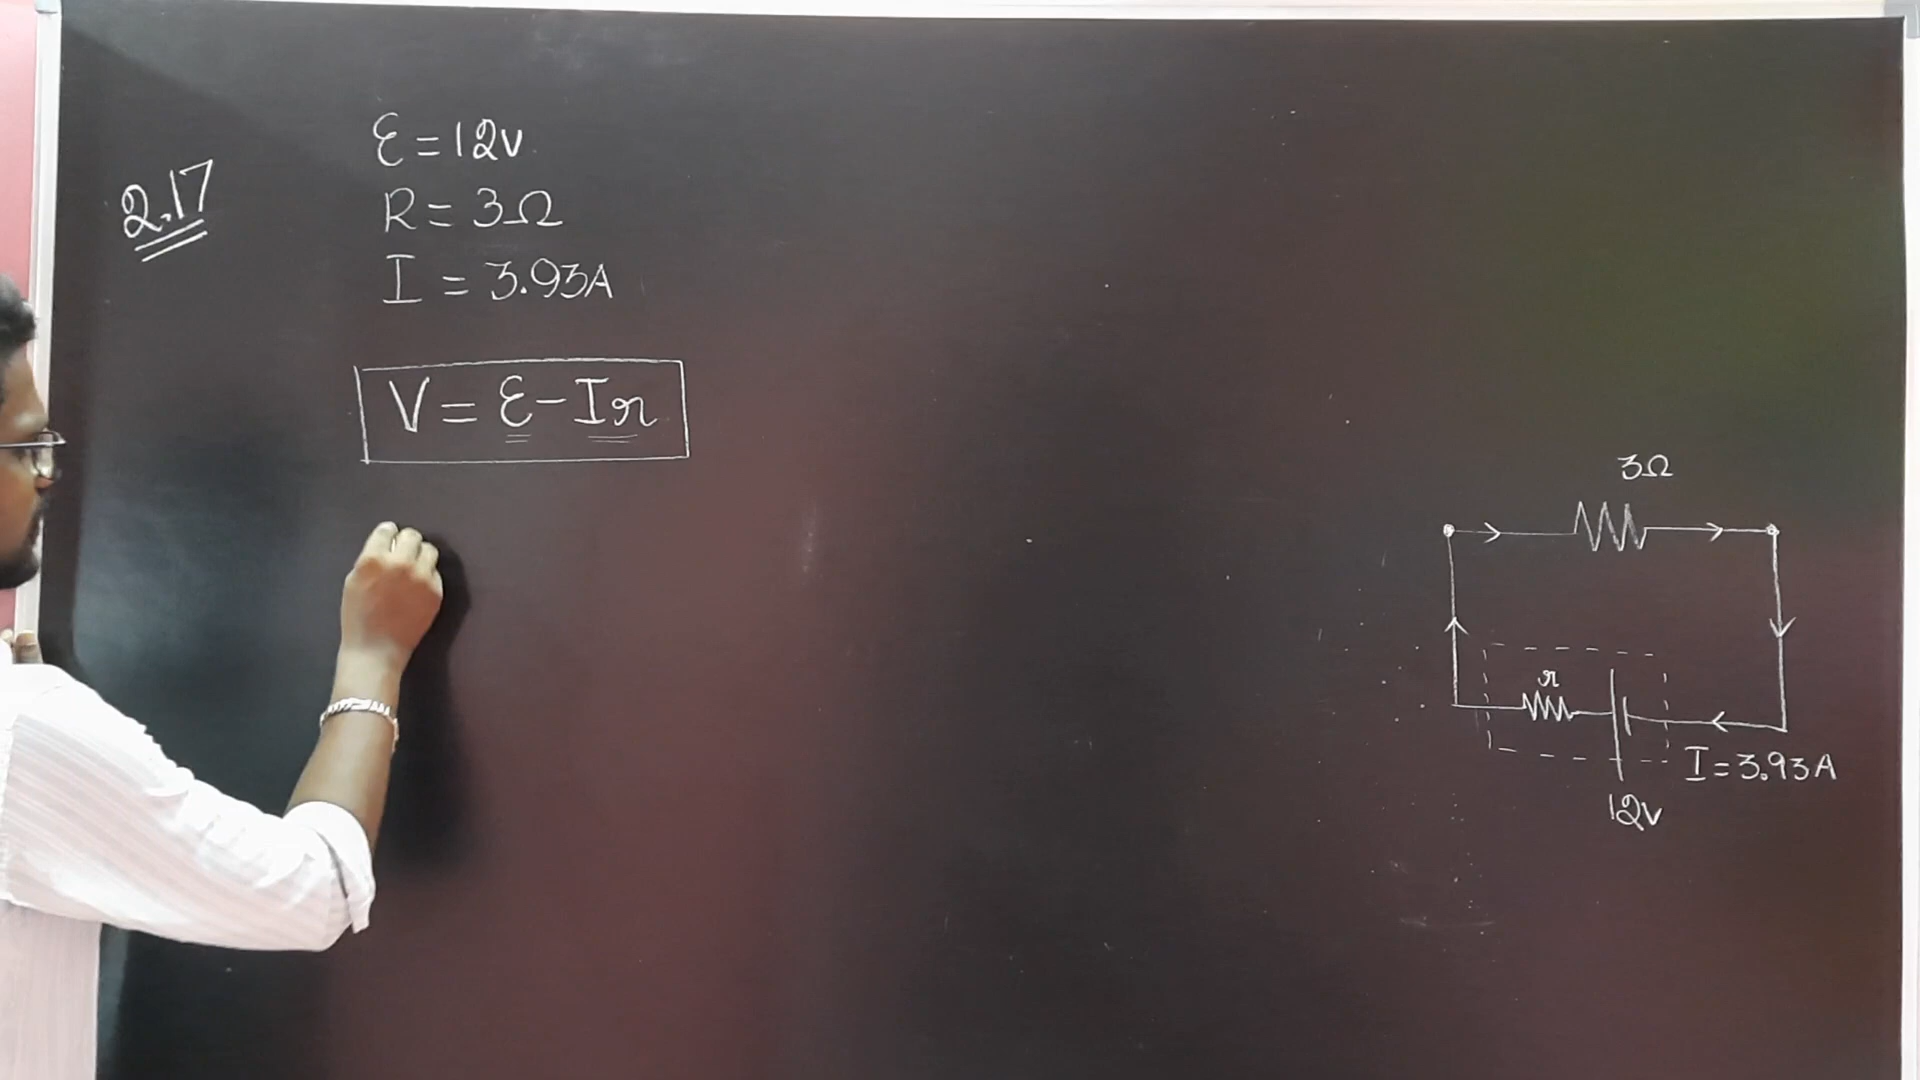 2.17
Ɛ = 12v
R = 3Ω
I = 3.93A
V = Ɛ - Ir
3Ω
r
I = 3.93A
12v